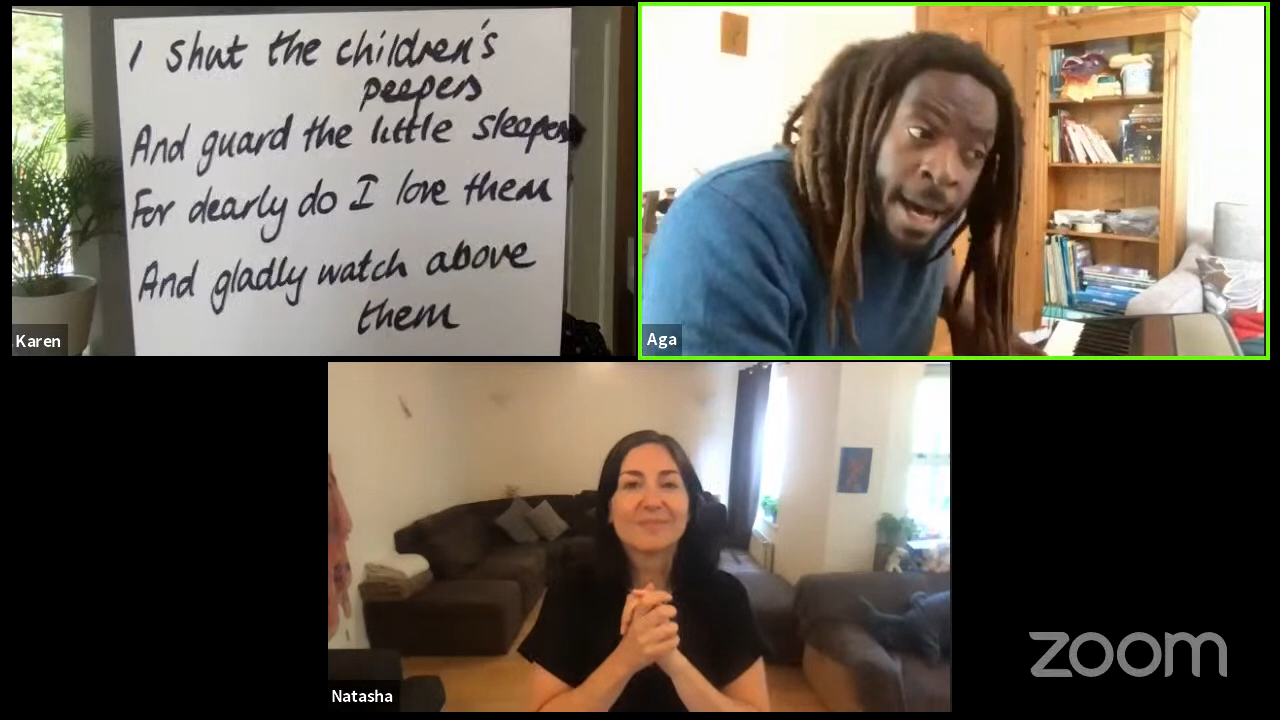 I shut the children's
peepers
And guard the little sleepers
For dearly do I love them
And gladly watch above
them
Karen
Aga
Natasha
zoom